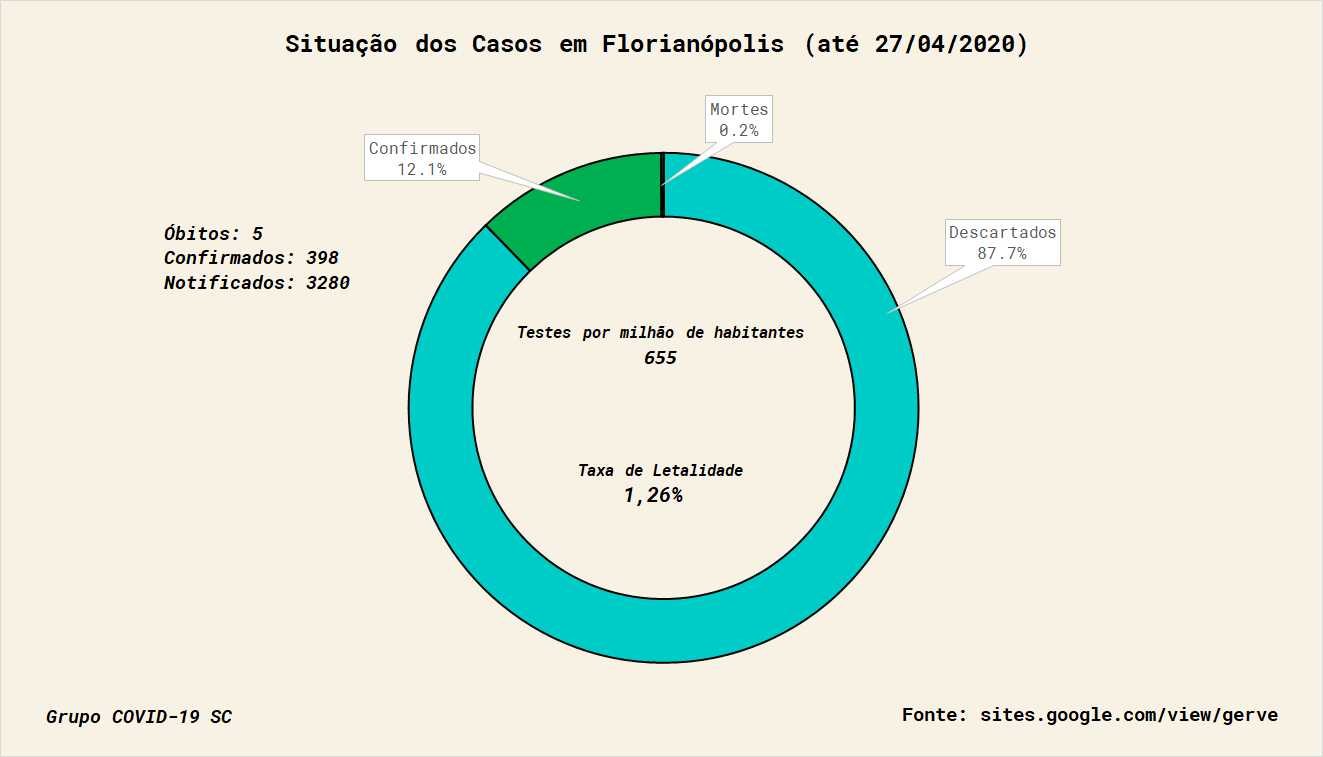 Situação dos Casos em Florianópolis (até 27/04/2020)
Mortes
0.2%
Confirmados
12.1%
Descartados
87.7%
Óbitos: 5
Confirmados: 398
Notificados: 3280
Testes por milhão de habitantes
655
Taxa de Letalidade
1,26%
Grupo COVID-19 SC
Fonte: sites.google.com/view/gerve